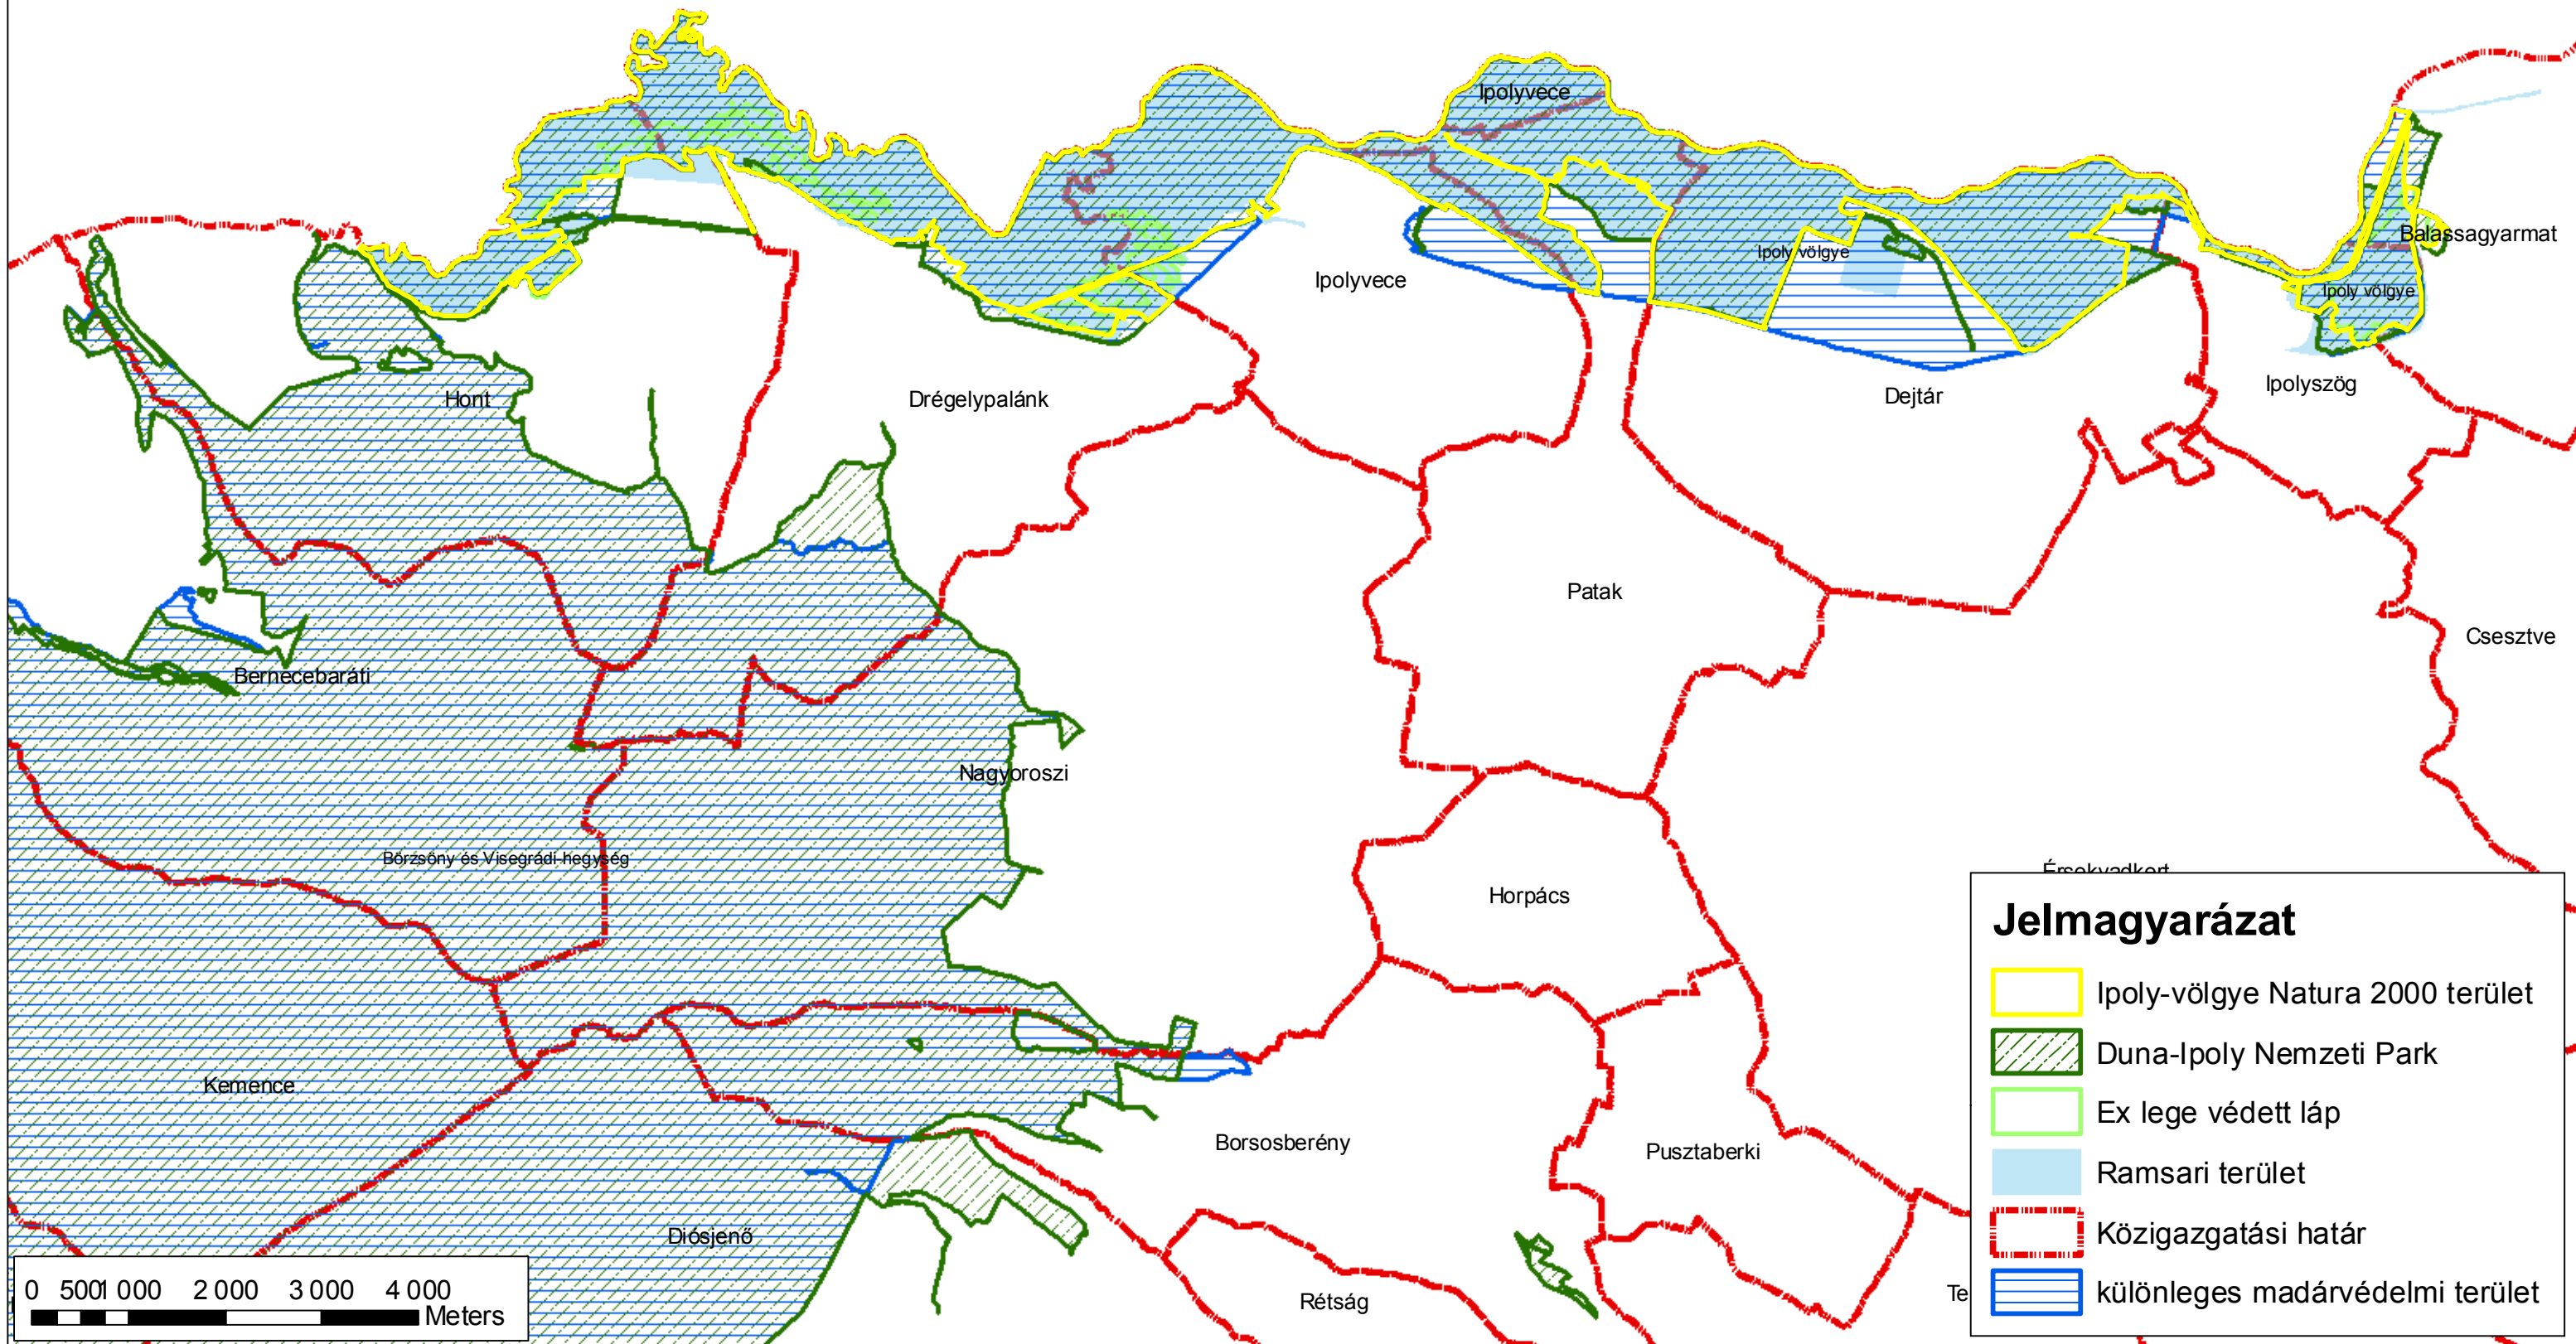 Ipolyvece
Balassagyarmat
Ipoly völgye
Ipolyvece
Ipoly völgye
Ipolyszög
Hont
Drégelypalánk
Dejtár
Patak
Csesztve
Bernecebaráti
Nagyoroszi
Börzsöny és Visegrádi-hegység
Érsekvadkert
Horpács
Kemence
Borsosberény
Pusztaberki
Diósjenő
Rétság
Te
Jelmagyarázat
Ipoly-völgye Natura 2000 terület
Duna-Ipoly Nemzeti Park
Ex lege védett láp
Ramsari terület
Közigazgatási határ
különleges madárvédelmi terület
0 500 1 000 2 000 3 000 4 000
Meters